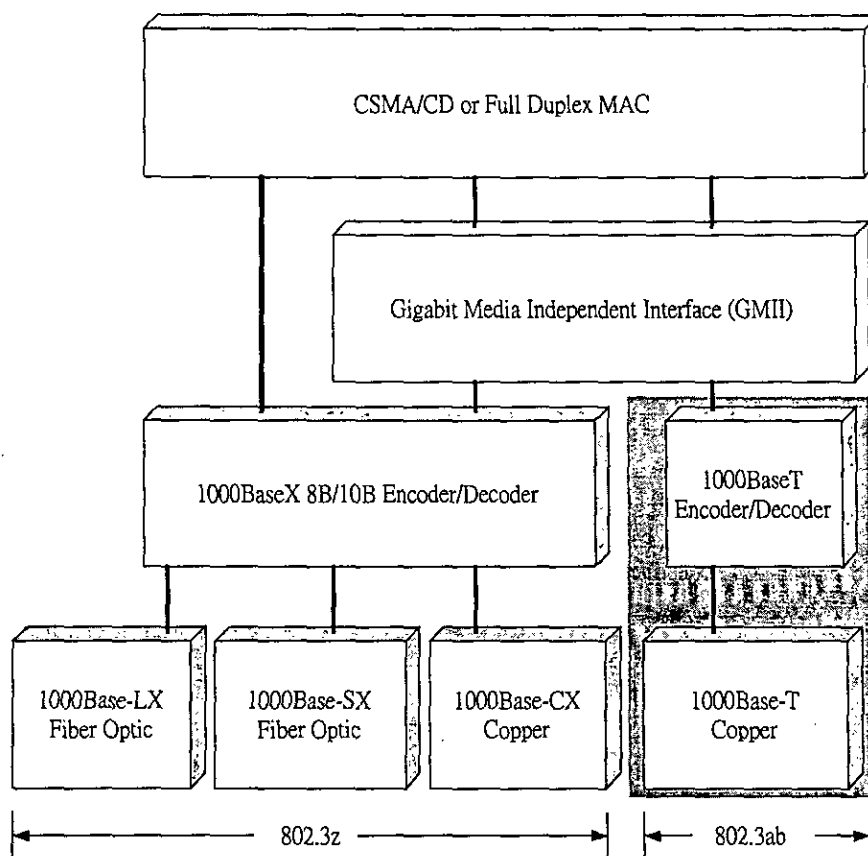 CSMA/CD or Full Duplex MAC
Gigabit Media Independent Interface (GMII)
1000BaseX 8B/10B Encoder/Decoder
1000BaseT
Encoder/Decoder
1000Base-LX
Fiber Optic
1000Base-SX
Fiber Optic
1000Base-CX
Copper
1000Base-T
Copper
802.3z
802.3ab